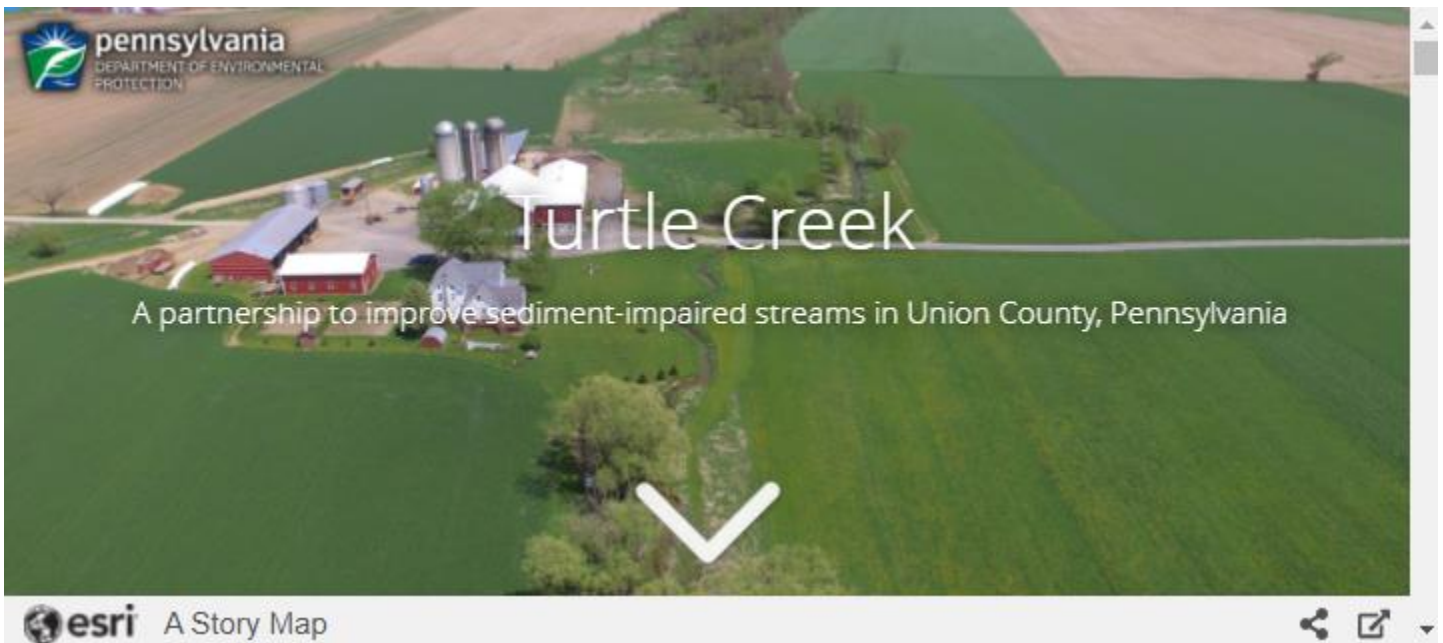 pennsylvania
DEPARTMENT OF ENVIRONMENTAL
PROTECTION
Turtle Creek
A partnership to improve sediment-impaired streams in Union County, Pennsylvania
esri A Story Map